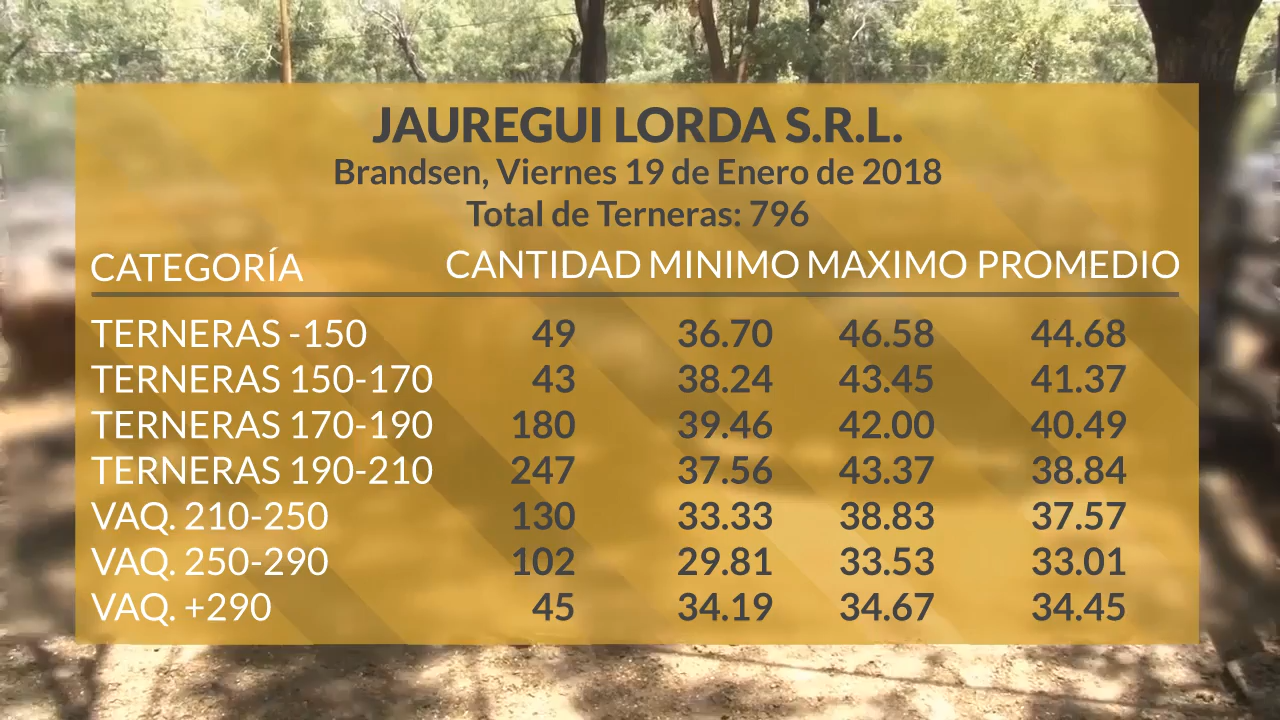 JAUREGUI LORDA S.R.L.
Brandsen, Viernes 19 de Enero de 2018
Total de Terneras: 796
CATEGORÍA CANTIDAD MINIMO MAXIMO PROMEDIO
TERNERAS -150 49 36.70 46.58 44.68
TERNERAS 150-170 43 38.24 43.45 41.37
TERNERAS 170-190 180 39.46 42.00 40.49
TERNERAS 190-210 247 37.56 43.37 38.84
VAQ. 210-250 130 33.33 38.83 37.57
VAQ. 250-290 102 29.81 33.53 33.01
VAQ. +290 45 34.19 34.67 34.45